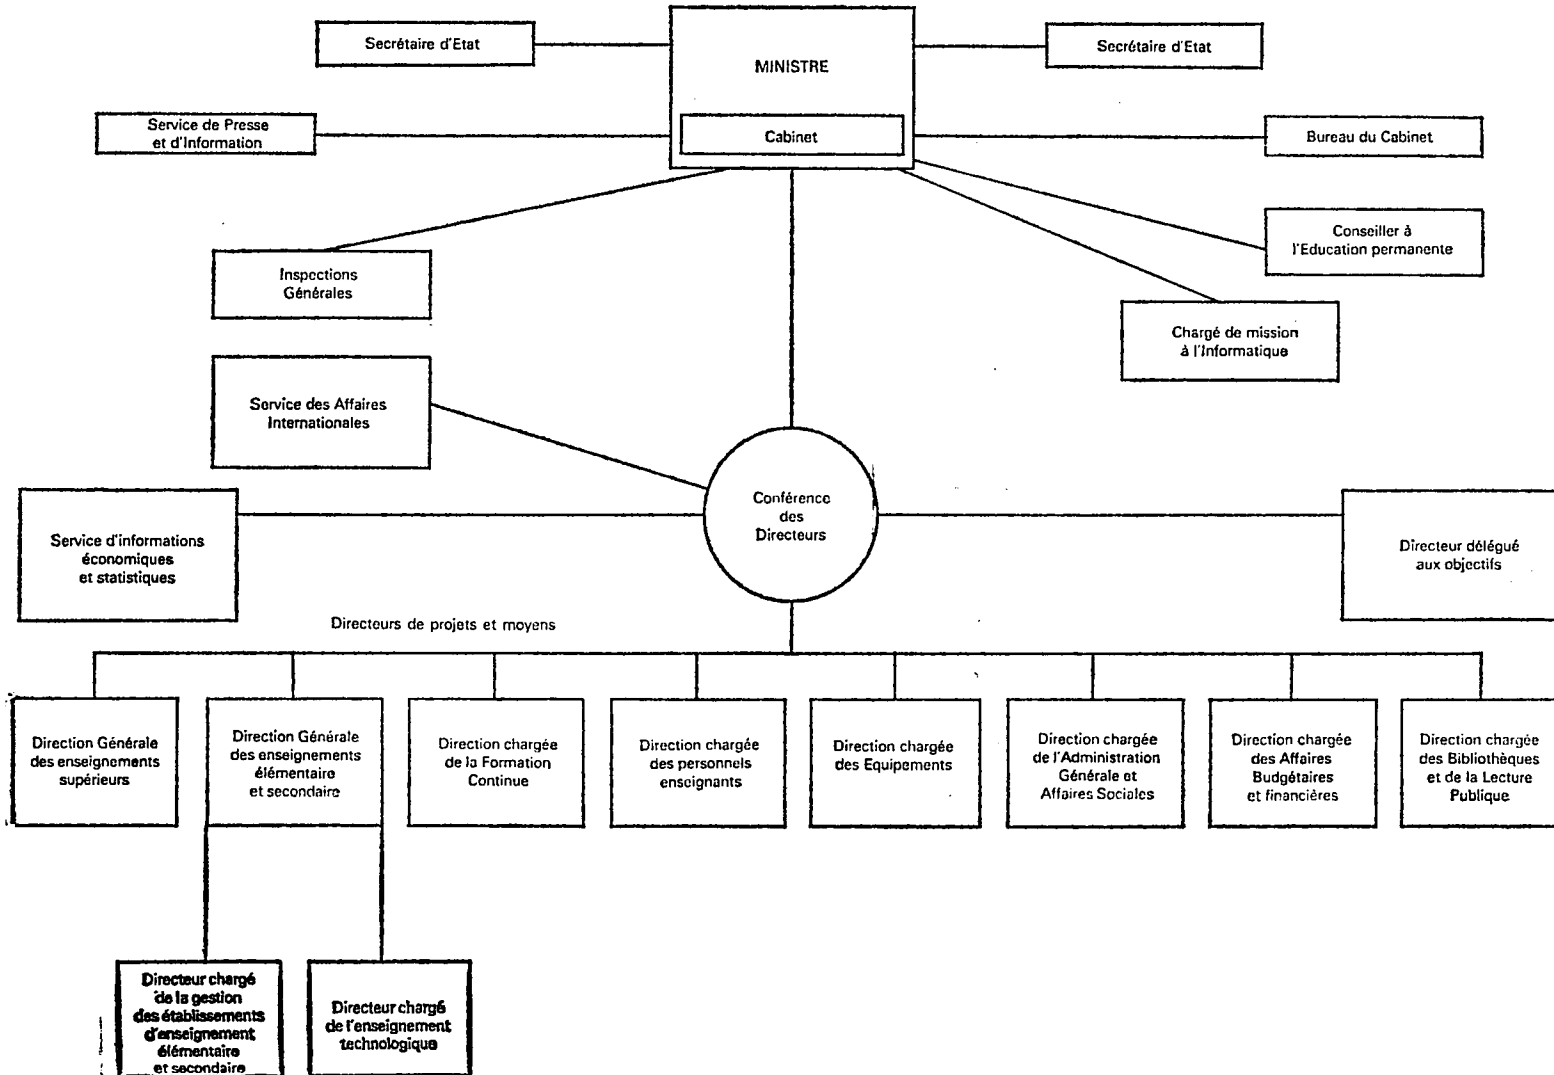 Secrétaire d'Etat
MINISTRE
Secrétaire d'Etat
Service de Presse
et d'Information
Cabinet
Bureau du Cabinet
Conseiller à
l'Education permanente
Inspections
Générales
Chargé de mission
à l'Informatique
Service des Affaires
Internationales
Conférence
des
Directeurs
Service d'informations
économiques
et statistiques
Directeur délégué
aux objectifs
Directeurs de projets et moyens
Direction Générale
des enseignements
supérieurs
Direction Générale
des enseignements
élémentaire
et secondaire
Direction chargée
de la Formation
Continue
Direction chargée
des personnels
enseignants
Direction chargée
des Equipements
Direction chargée
de l'Administration
Générale et
Affaires Sociales
Direction chargée
des Affaires
Budgétaires
et financières
Direction chargée
des Bibliothèques
et de la Lecture
Publique
Directeur chargé
de la gestion
des établissements
d'enseignement
élémentaire
et secondaire
Directeur chargé
de l'enseignement
technologique